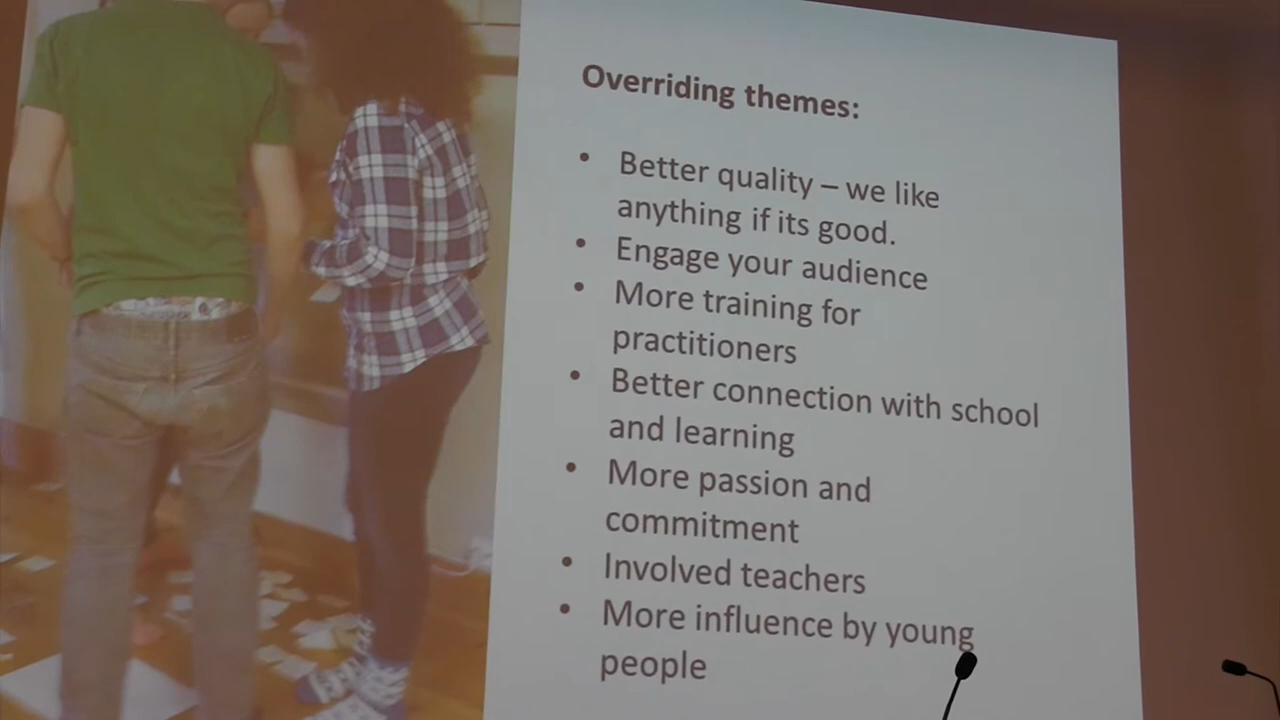 Overriding themes:
• Better quality – we like
anything if its good.
• Engage your audience
• More training for
practitioners
• Better connection with school
and learning
• More passion and
commitment
• Involved teachers
• More influence by young
people